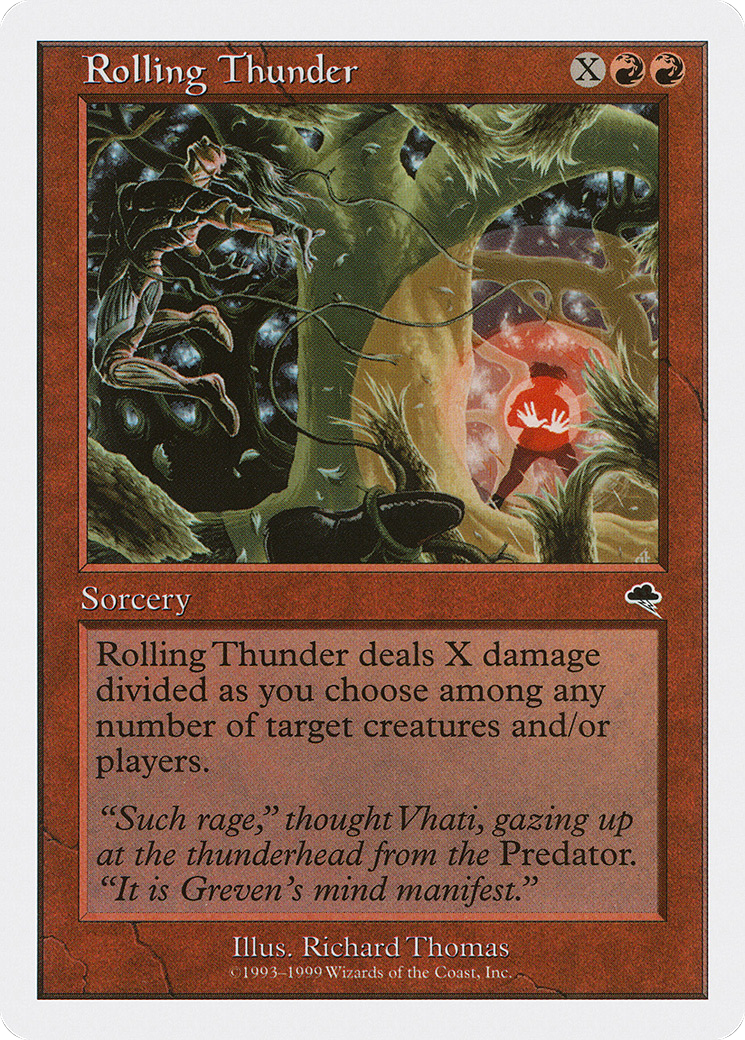 Rolling Thunder X
Sorcery
Rolling Thunder deals X damage
divided as you choose among any
number of target creatures and/or
players.
“Such rage,” thought Vhati, gazing up
at the thunderhead from the Predator.
“It is Greven’s mind manifest.”
Illus. Richard Thomas
©1993–1999 Wizards of the Coast, Inc.